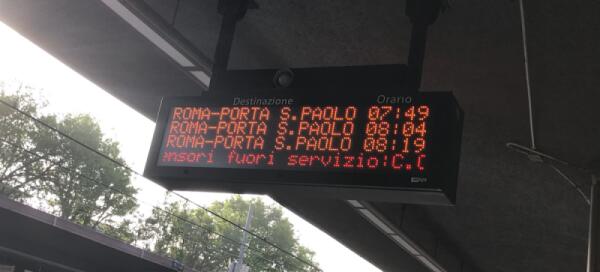 Destinazione Orario
ROMA-PORTA S.PAOLO 07:49
ROMA-PORTA S.PAOLO 08:04
ROMA-PORTA S.PAOLO 08:19
nsori fuori servizio:C.C